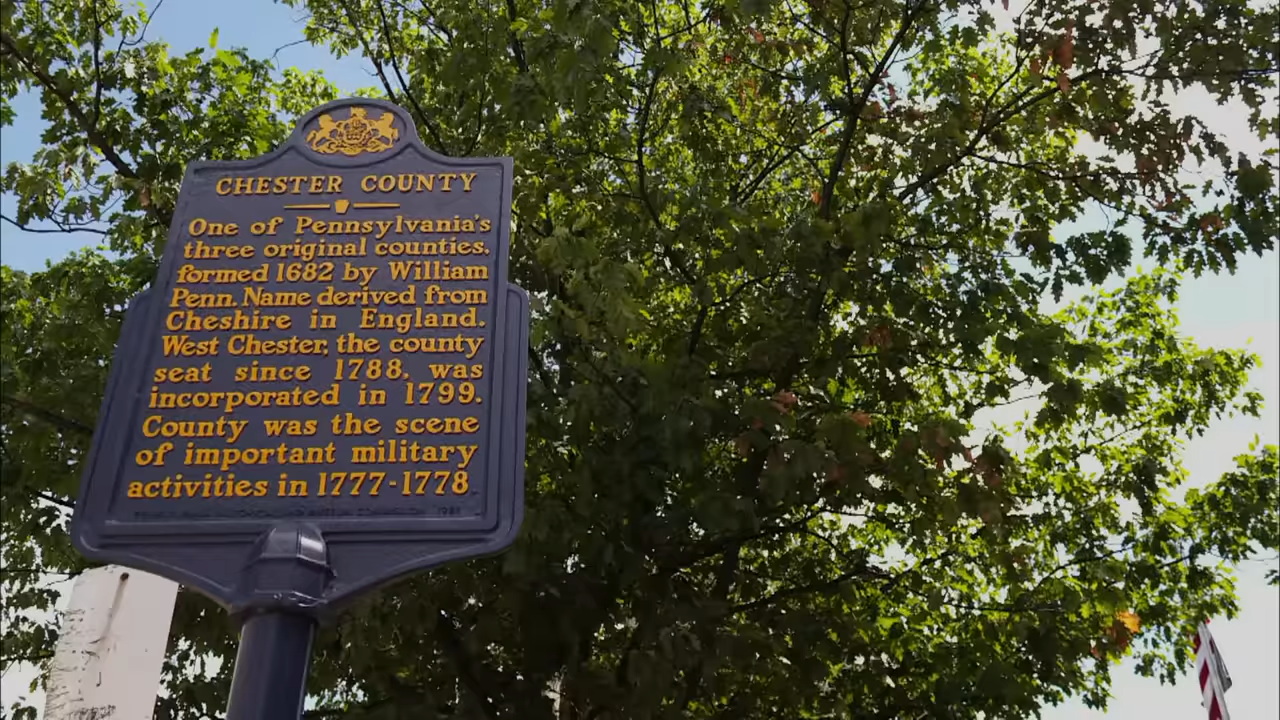 CHESTER COUNTY
One of Pennsylvania's
three original counties,
formed 1682 by William
Penn. Name derived from
Cheshire in England.
West Chester, the county
seat since 1788, was
incorporated in 1799.
County was the scene
of important military
activities in 1777-1778